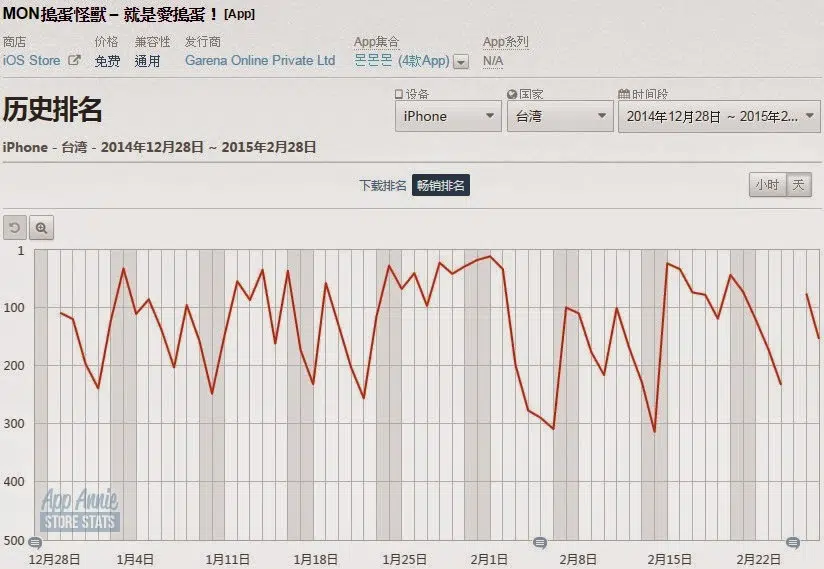 MON搗蛋怪獸 – 就是愛搗蛋！ [App]
商店 价格 兼容性 发行商 App集合 App系列
iOS Store 免费 通用 Garena Online Private Ltd 몬몬몬 (4款App) N/A
历史排名
设备 国家 时间段
iPhone 台湾 2014年12月28日 ~ 2015年2...
iPhone - 台湾 - 2014年12月28日 ~ 2015年2月28日
下载排名 畅销排名 小时 天
1
100
200
300
400
500
App Annie
STORE STATS
12月28日 1月4日 1月11日 1月18日 1月25日 2月1日 2月8日 2月15日 2月22日